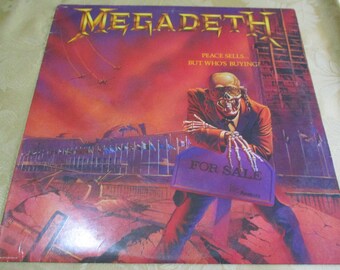 MEGADETH
PEACE SELLS...
BUT WHO'S BUYING?
FOR SALE